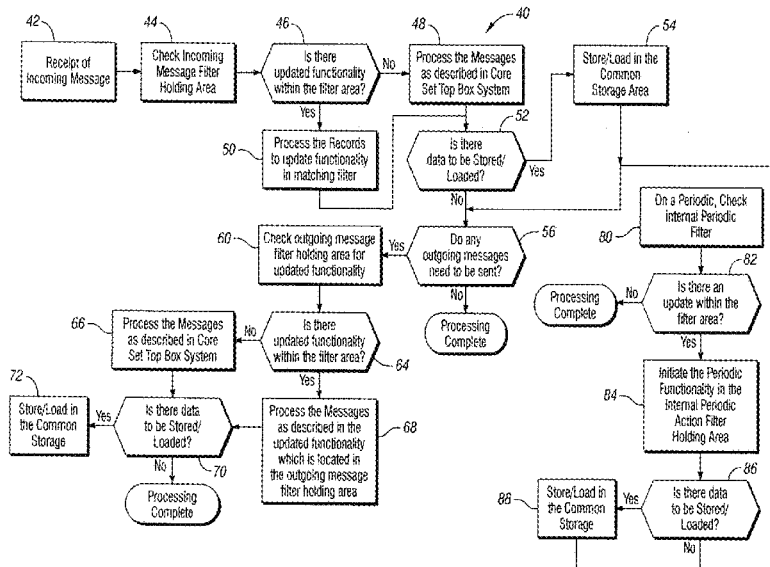 42
Receipt of
Incoming Message
44
Check Incoming
Message Filter
Holding Area
46
Is there
updated functionality
within the filter area?
No
Yes
48
Process the Messages
as described in Core
Set Top Box System
40
54
Store/Load in the
Common
Storage Area
50
Process the Records
to update functionality
in matching filter
52
Is there
data to be Stored/
Loaded?
Yes
No
56
Do any
outgoing messages
need to be sent?
Yes
No
Processing
Complete
60
Check outgoing message
filter holding area for
updated functionality
64
Is there
updated functionality
within the filter area?
No
Yes
66
Process the Messages
as described in Core
Set Top Box System
68
Process the Messages
as described in the
updated functionality
which is located in
the outgoing message
filter holding area
70
Is there data
to be Stored/
Loaded?
Yes
No
72
Store/Load in
the Common
Storage
Processing
Complete
80
On a Periodic, Check
Internal Periodic
Filter
82
Is there an
update within the
filter area?
No
Yes
Processing
Complete
84
Initiate the Periodic
Functionality in the
Internal Periodic
Action Filter
Holding Area
86
Is there data
to be Stored/
Loaded?
Yes
No
88
Store/Load in
the Common
Storage